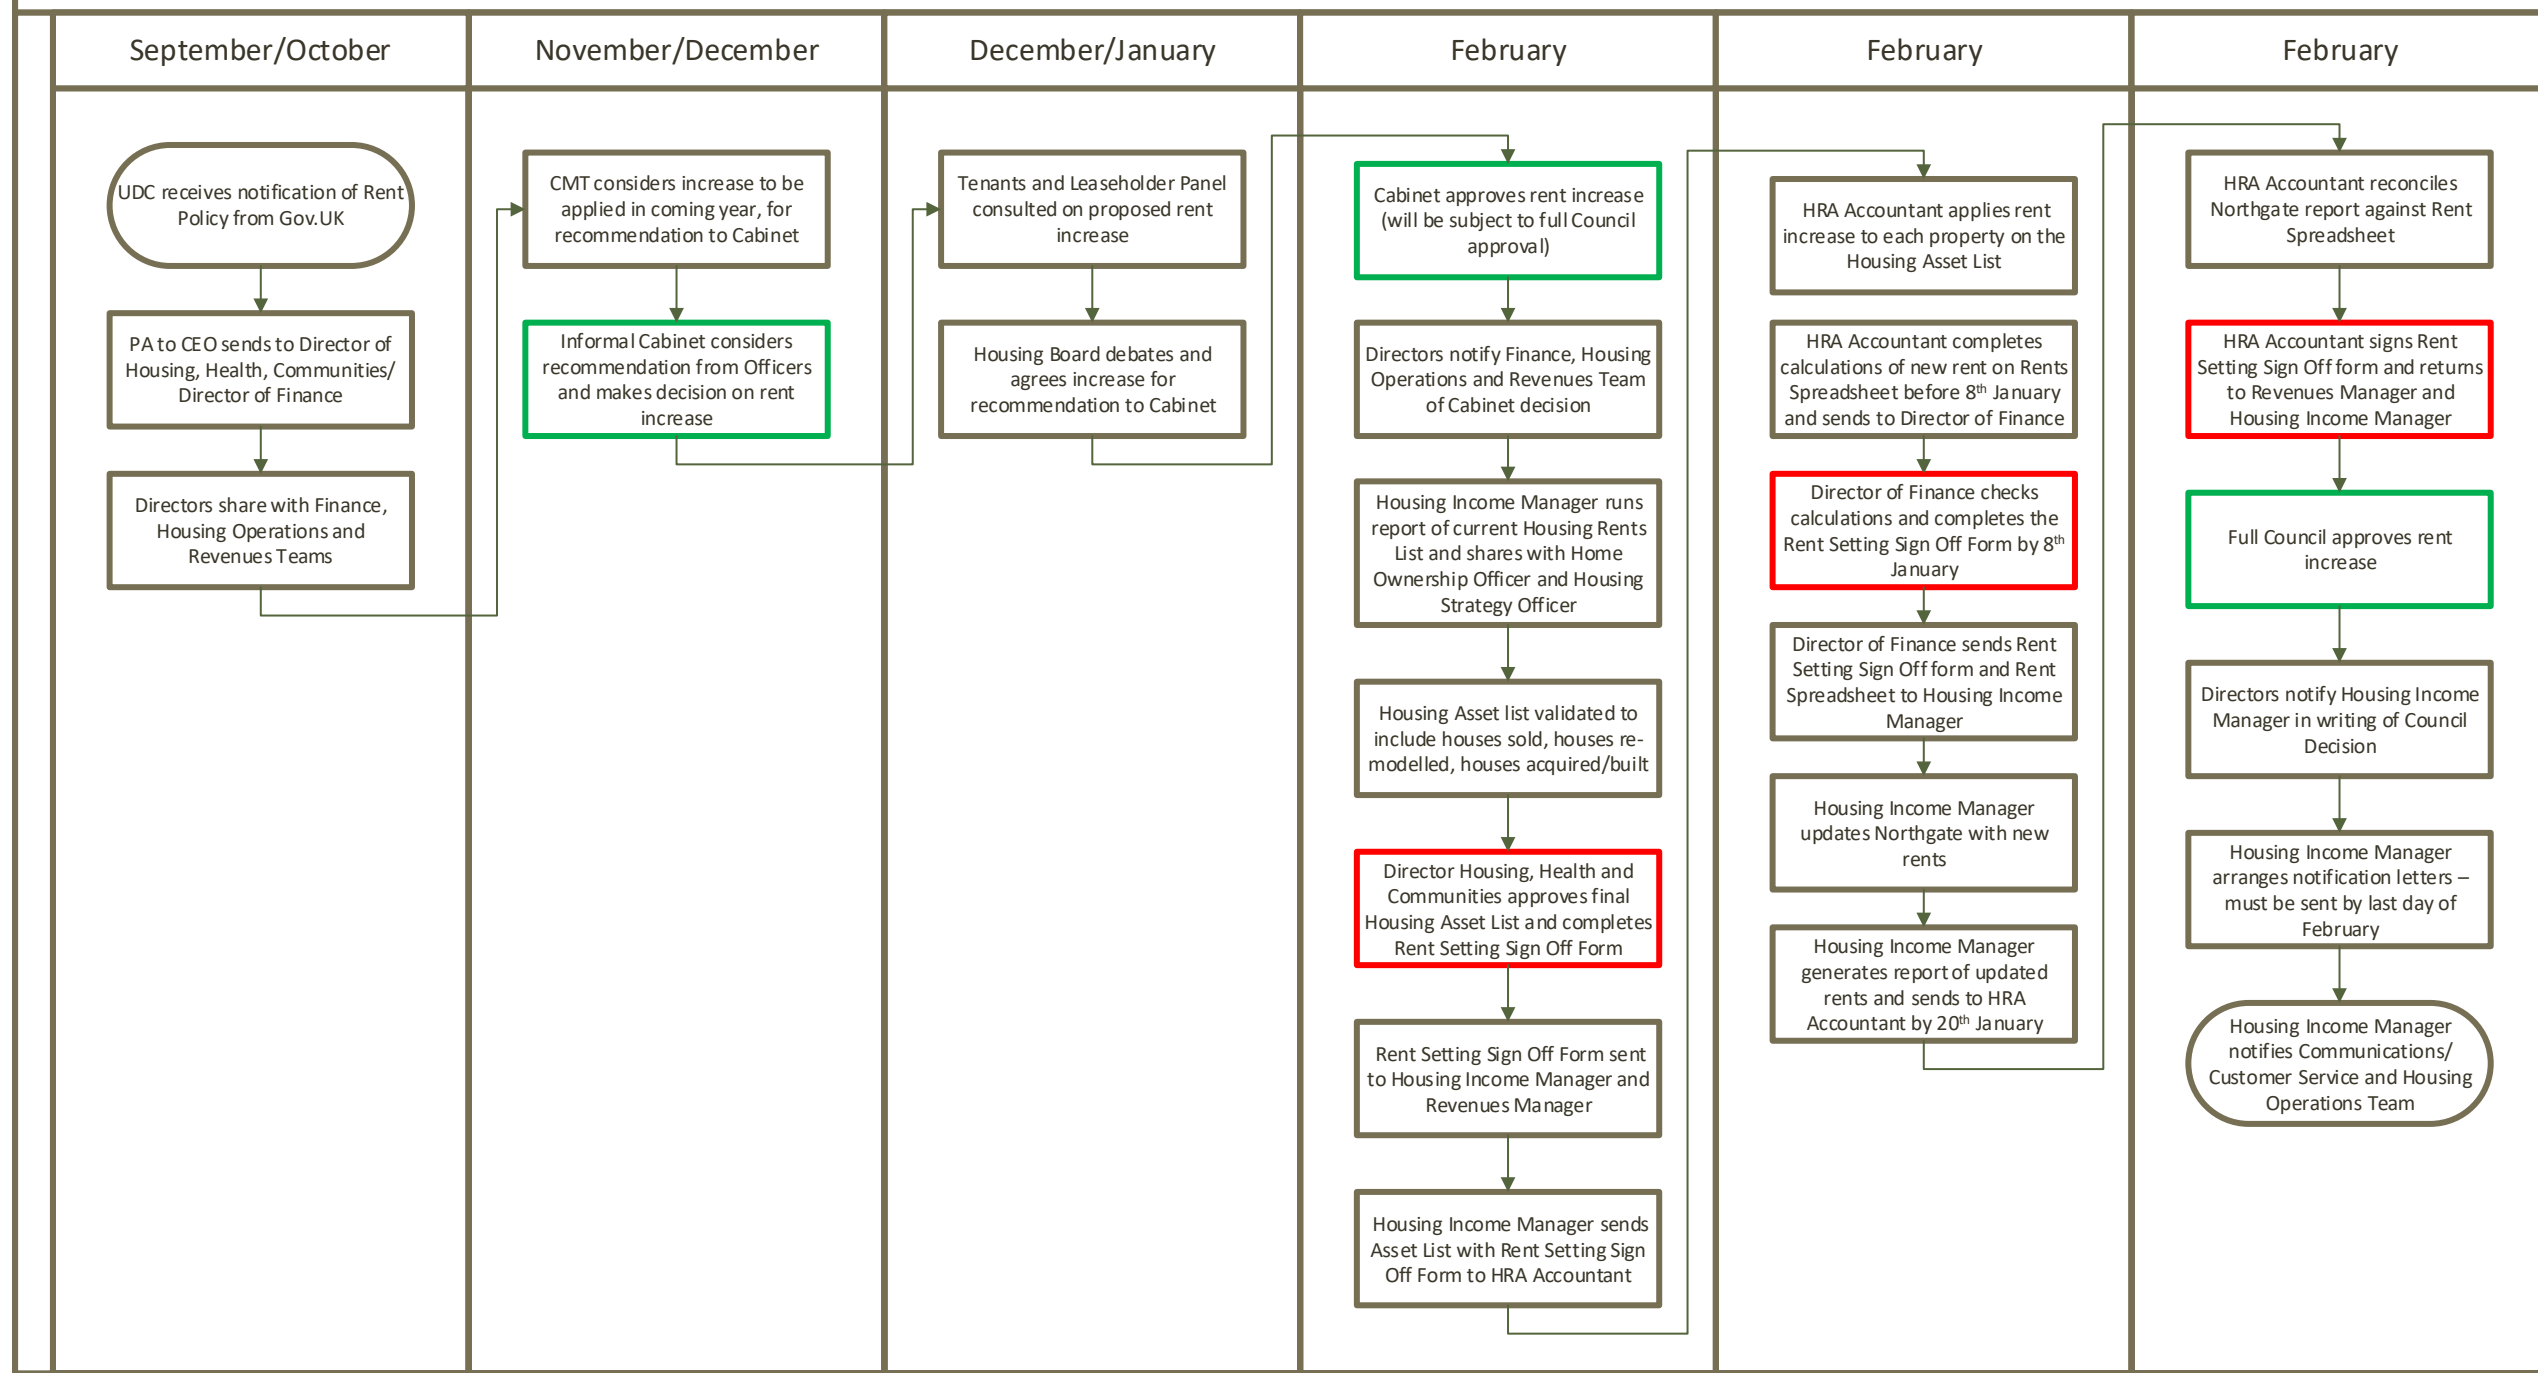 September/October
November/December
December/January
February
February
February
UDC receives notification of Rent
Policy from Gov.UK
PA to CEO sends to Director of
Housing, Health, Communities/
Director of Finance
Directors share with Finance,
Housing Operations and
Revenues Teams
CMT considers increase to be
applied in coming year, for
recommendation to Cabinet
Informal Cabinet considers
recommendation from Officers
and makes decision on rent
increase
Tenants and Leaseholder Panel
consulted on proposed rent
increase
Housing Board debates and
agrees increase for
recommendation to Cabinet
Cabinet approves rent increase
(will be subject to full Council
approval)
Directors notify Finance, Housing
Operations and Revenues Team
of Cabinet decision
Housing Income Manager runs
report of current Housing Rents
List and shares with Home
Ownership Officer and Housing
Strategy Officer
Housing Asset list validated to
include houses sold, houses re-
modelled, houses acquired/built
Director Housing, Health and
Communities approves final
Housing Asset List and completes
Rent Setting Sign Off Form
Rent Setting Sign Off Form sent
to Housing Income Manager and
Revenues Manager
Housing Income Manager sends
Asset List with Rent Setting Sign
Off Form to HRA Accountant
HRA Accountant applies rent
increase to each property on the
Housing Asset List
HRA Accountant completes
calculations of new rent on Rents
Spreadsheet before 8th January
and sends to Director of Finance
Director of Finance checks
calculations and completes the
Rent Setting Sign Off Form by 8th
January
Director of Finance sends Rent
Setting Sign Off form and Rent
Spreadsheet to Housing Income
Manager
Housing Income Manager
updates Northgate with new
rents
Housing Income Manager
generates report of updated
rents and sends to HRA
Accountant by 20th January
HRA Accountant reconciles
Northgate report against Rent
Spreadsheet
HRA Accountant signs Rent
Setting Sign Off form and returns
to Revenues Manager and
Housing Income Manager
Full Council approves rent
increase
Directors notify Housing Income
Manager in writing of Council
Decision
Housing Income Manager
arranges notification letters –
must be sent by last day of
February
Housing Income Manager
notifies Communications/
Customer Service and Housing
Operations Team